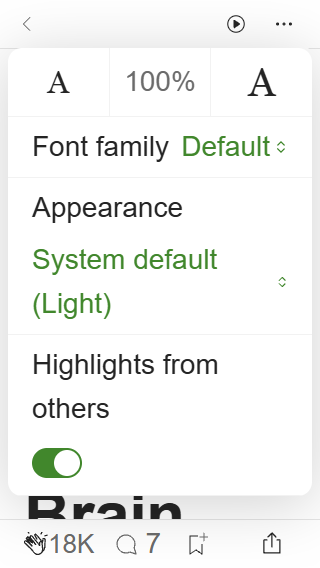 A 100% A
Font family Default
Appearance
System default
(Light)
Highlights from
others
Brain
18K 7